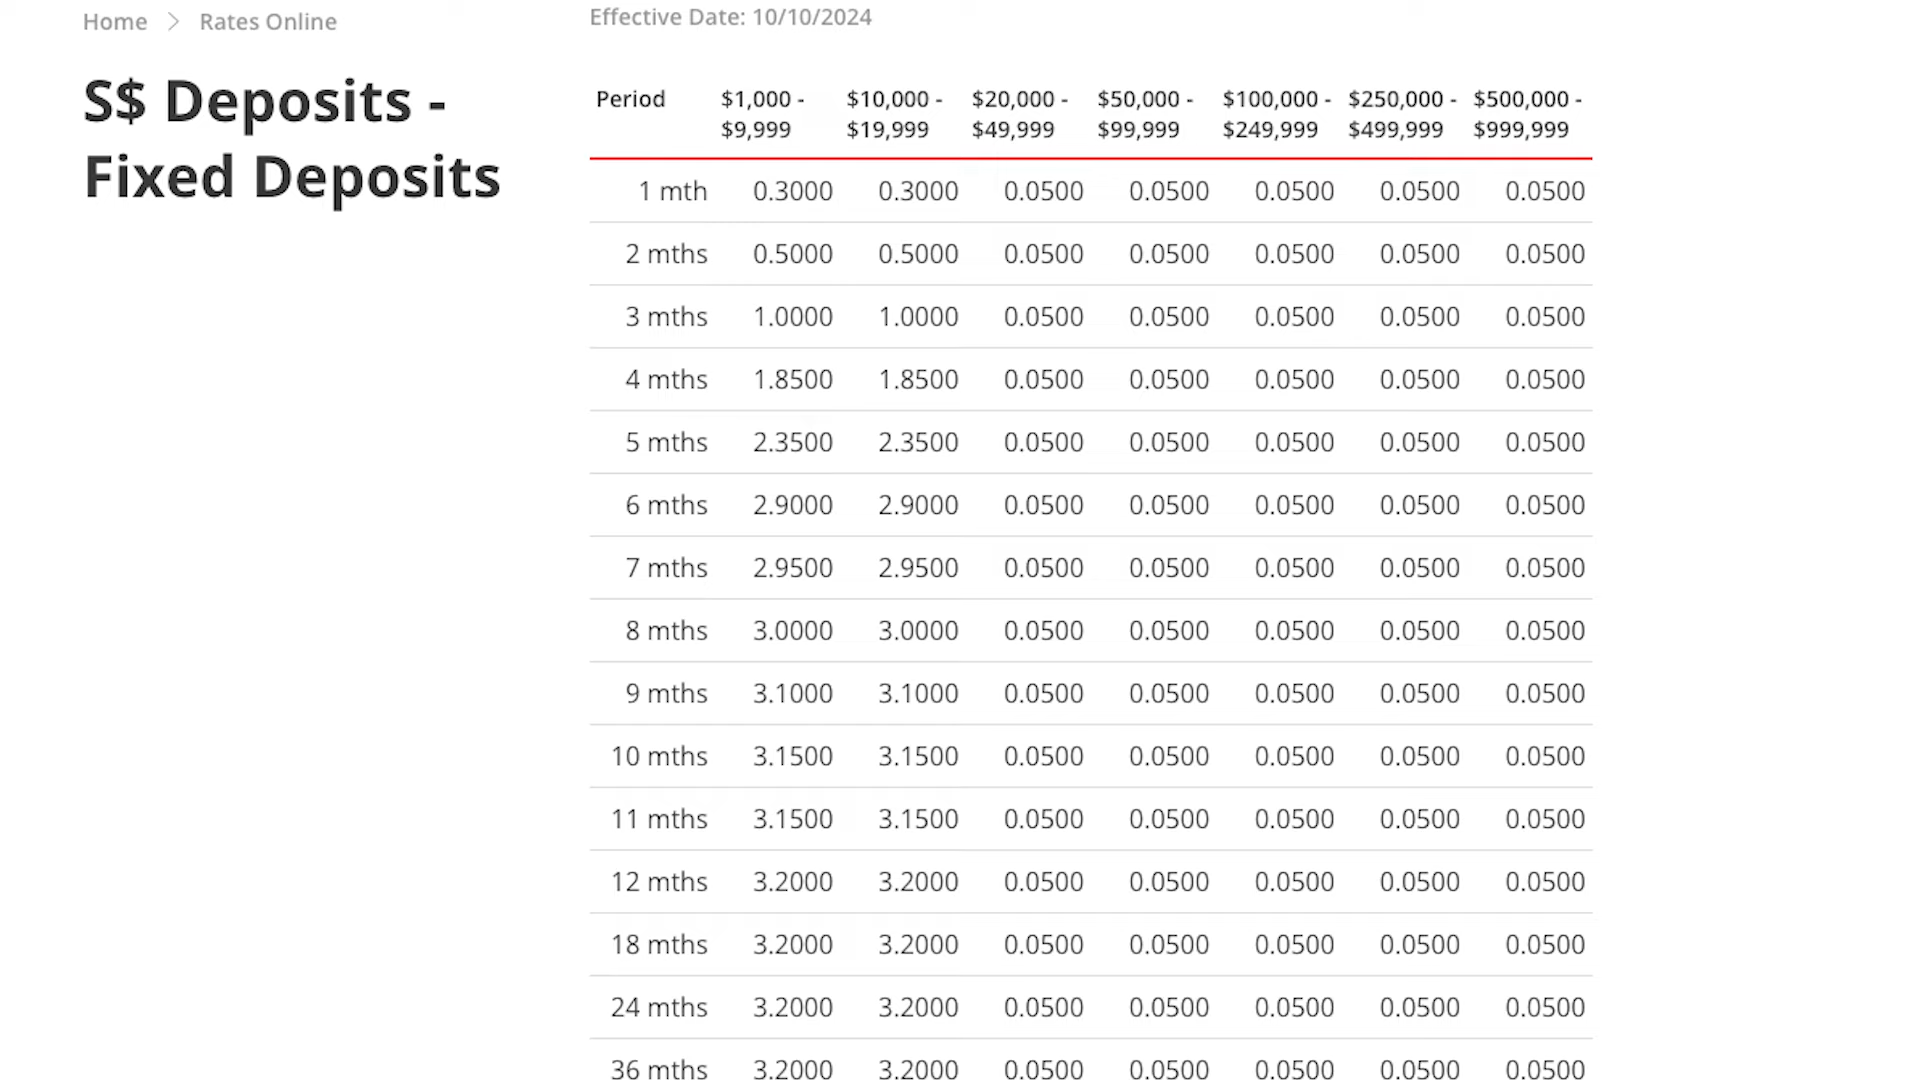 Home > Rates Online
S$ Deposits -
Fixed Deposits
Effective Date: 10/10/2024
Period $1,000 - $10,000 - $20,000 - $50,000 - $100,000 - $250,000 - $500,000 -
$9,999 $19,999 $49,999 $99,999 $249,999 $499,999 $999,999
1 mth 0.3000 0.3000 0.0500 0.0500 0.0500 0.0500 0.0500
2 mths 0.5000 0.5000 0.0500 0.0500 0.0500 0.0500 0.0500
3 mths 1.0000 1.0000 0.0500 0.0500 0.0500 0.0500 0.0500
4 mths 1.8500 1.8500 0.0500 0.0500 0.0500 0.0500 0.0500
5 mths 2.3500 2.3500 0.0500 0.0500 0.0500 0.0500 0.0500
6 mths 2.9000 2.9000 0.0500 0.0500 0.0500 0.0500 0.0500
7 mths 2.9500 2.9500 0.0500 0.0500 0.0500 0.0500 0.0500
8 mths 3.0000 3.0000 0.0500 0.0500 0.0500 0.0500 0.0500
9 mths 3.1000 3.1000 0.0500 0.0500 0.0500 0.0500 0.0500
10 mths 3.1500 3.1500 0.0500 0.0500 0.0500 0.0500 0.0500
11 mths 3.1500 3.1500 0.0500 0.0500 0.0500 0.0500 0.0500
12 mths 3.2000 3.2000 0.0500 0.0500 0.0500 0.0500 0.0500
18 mths 3.2000 3.2000 0.0500 0.0500 0.0500 0.0500 0.0500
24 mths 3.2000 3.2000 0.0500 0.0500 0.0500 0.0500 0.0500
36 mths 3.2000 3.2000 0.0500 0.0500 0.0500 0.0500 0.0500